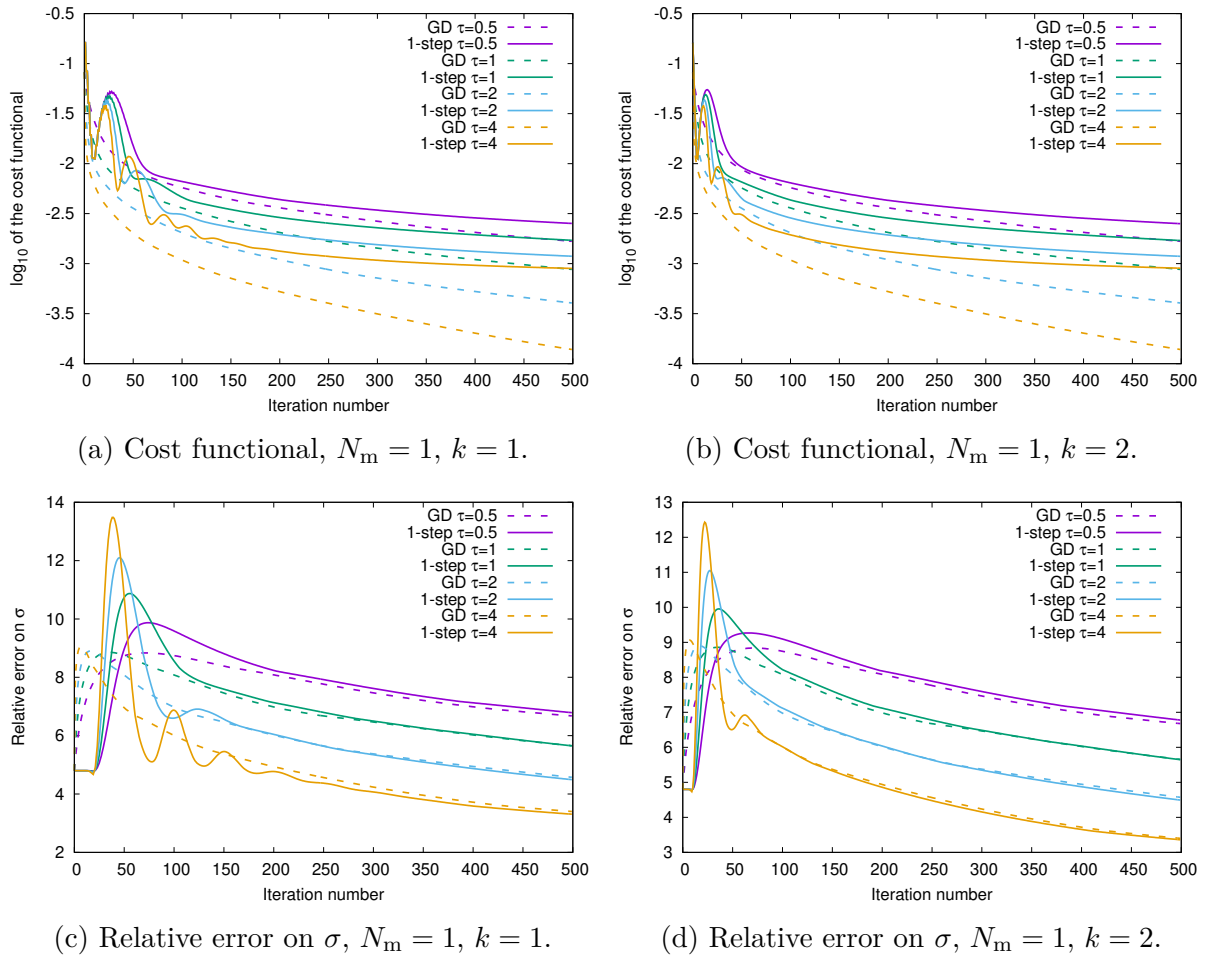 log₁₀ of the cost functional
-0.5
-1
-1.5
-2
-2.5
-3
-3.5
-4
0 50 100 150 200 250 300 350 400 450 500
Iteration number
GD τ=0.5
1-step τ=0.5
GD τ=1
1-step τ=1
GD τ=2
1-step τ=2
GD τ=4
1-step τ=4
(a) Cost functional, Nₘ = 1, k = 1.
log₁₀ of the cost functional
-0.5
-1
-1.5
-2
-2.5
-3
-3.5
-4
0 50 100 150 200 250 300 350 400 450 500
Iteration number
GD τ=0.5
1-step τ=0.5
GD τ=1
1-step τ=1
GD τ=2
1-step τ=2
GD τ=4
1-step τ=4
(b) Cost functional, Nₘ = 1, k = 2.
Relative error on σ
14
12
10
8
6
4
2
0 50 100 150 200 250 300 350 400 450 500
Iteration number
GD τ=0.5
1-step τ=0.5
GD τ=1
1-step τ=1
GD τ=2
1-step τ=2
GD τ=4
1-step τ=4
(c) Relative error on σ, Nₘ = 1, k = 1.
Relative error on σ
13
12
11
10
9
8
7
6
5
4
3
0 50 100 150 200 250 300 350 400 450 500
Iteration number
GD τ=0.5
1-step τ=0.5
GD τ=1
1-step τ=1
GD τ=2
1-step τ=2
GD τ=4
1-step τ=4
(d) Relative error on σ, Nₘ = 1, k = 2.